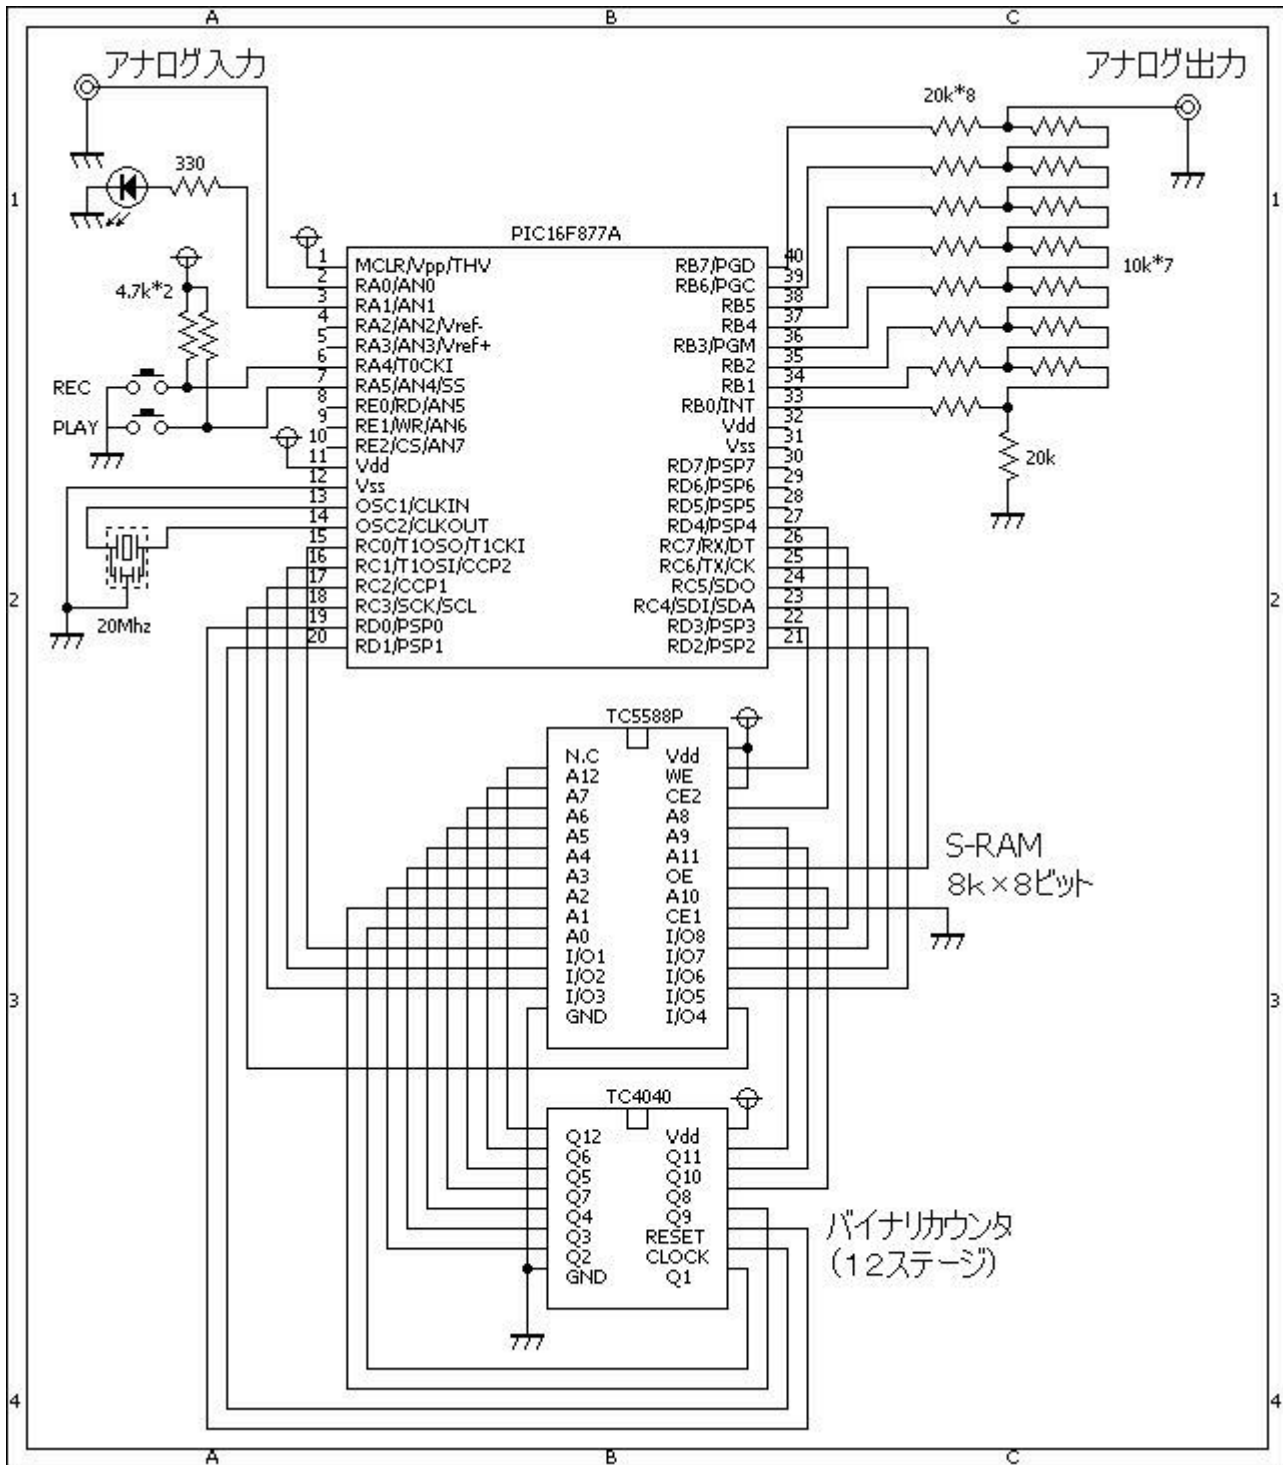 A
B
C
アナログ入力
アナログ出力
20k*8
330
1
1
PIC16F877A
4.7k*2
10k*7
1 MCLR/Vpp/THV
2 RA0/AN0
3 RA1/AN1
4 RA2/AN2/Vref-
5 RA3/AN3/Vref+
6 RA4/T0CKI
7 RA5/AN4/SS
8 RE0/RD/AN5
9 RE1/WR/AN6
10 RE2/CS/AN7
11 Vdd
12 Vss
13 OSC1/CLKIN
14 OSC2/CLKOUT
15 RC0/T1OSO/T1CKI
16 RC1/T1OSI/CCP2
17 RC2/CCP1
18 RC3/SCK/SCL
19 RD0/PSP0
20 RD1/PSP1
RB7/PGD 40
RB6/PGC 39
RB5 38
RB4 37
RB3/PGM 36
RB2 35
RB1 34
RB0/INT 33
Vdd 32
Vss 31
RD7/PSP7 30
RD6/PSP6 29
RD5/PSP5 28
RD4/PSP4 27
RC7/RX/DT 26
RC6/TX/CK 25
RC5/SDO 24
RC4/SDI/SDA 23
RD3/PSP3 22
RD2/PSP2 21
REC
PLAY
20k
2
2
20Mhz
TC5588P
N.C Vdd
A12 WE
A7 CE2
A6 A8
A5 A9
A4 A11
A3 OE
A2 A10
A1 CE1
A0 I/O8
I/O1 I/O7
I/O2 I/O6
I/O3 I/O5
GND I/O4
S-RAM
8k×8ビット
3
3
TC4040
Q12 Vdd
Q6 Q11
Q5 Q10
Q7 Q8
Q4 Q9
Q3 RESET
Q2 CLOCK
GND Q1
バイナリカウンタ
(12ステージ)
4
4
A
B
C